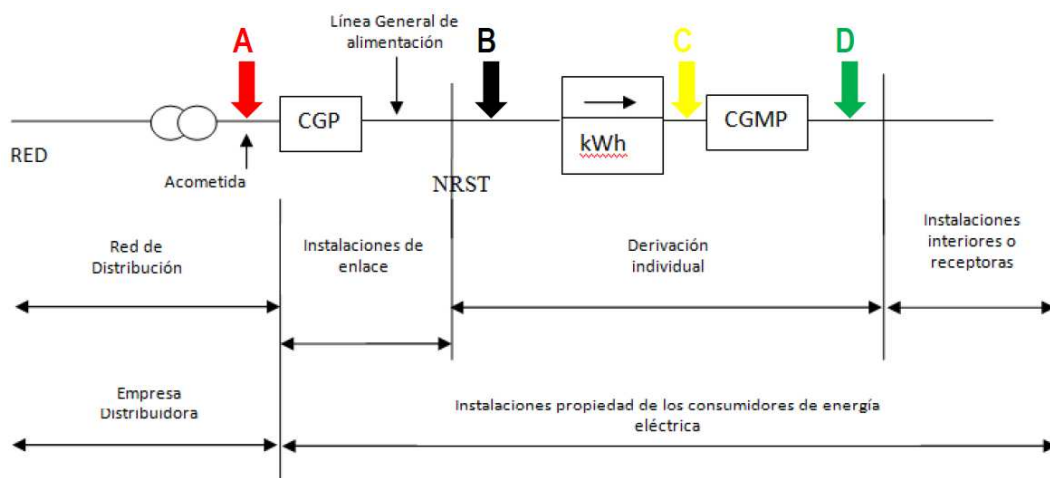 Línea General de
alimentación
A
B
C
D
CGP
CGMP
kWh
RED
Acometida
NRST
Red de
Distribución
Instalaciones de
enlace
Derivación
individual
Instalaciones
interiores o
receptoras
Empresa
Distribuidora
Instalaciones propiedad de los consumidores de energía
eléctrica